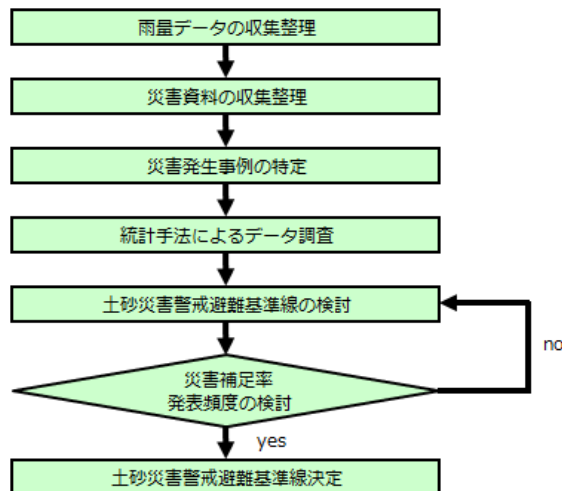 雨量データの収集整理
災害資料の収集整理
災害発生事例の特定
統計手法によるデータ調査
土砂災害警戒避難基準線の検討
no
災害補足率
発表頻度の検討
yes
土砂災害警戒避難基準線決定